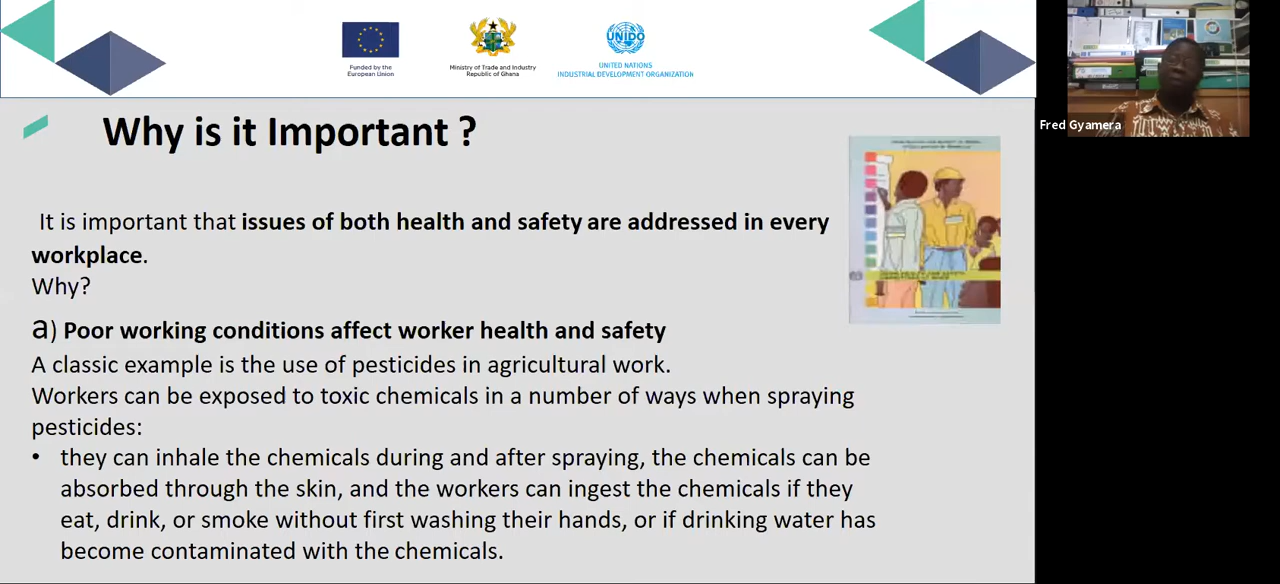 Funded by the
European Union
Ministry of Trade and Industry
Republic of Ghana
UNIDO
UNITED NATIONS
INDUSTRIAL DEVELOPMENT ORGANIZATION
Fred Gyamera
Why is it Important ?
It is important that issues of both health and safety are addressed in every
workplace.
Why?
a) Poor working conditions affect worker health and safety
A classic example is the use of pesticides in agricultural work.
Workers can be exposed to toxic chemicals in a number of ways when spraying
pesticides:
• they can inhale the chemicals during and after spraying, the chemicals can be
absorbed through the skin, and the workers can ingest the chemicals if they
eat, drink, or smoke without first washing their hands, or if drinking water has
become contaminated with the chemicals.